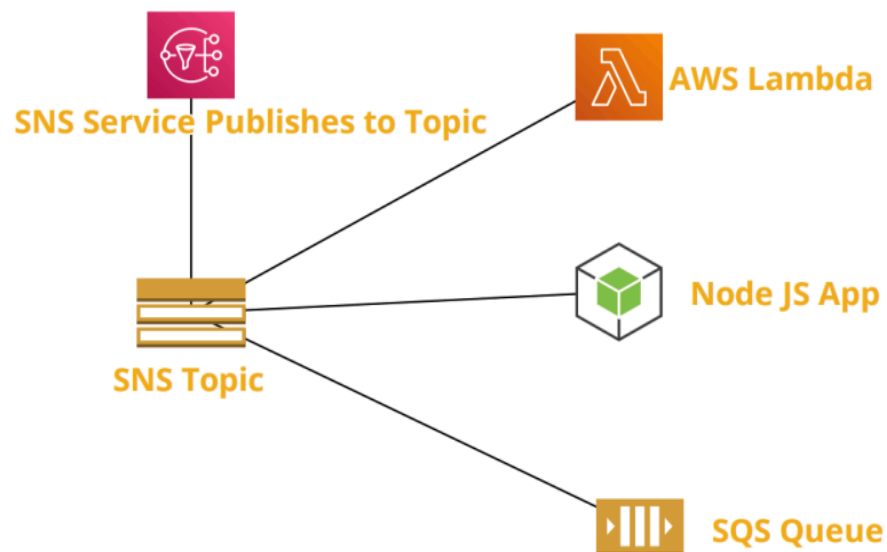 SNS Service Publishes to Topic
AWS Lambda
Node JS App
SNS Topic
SQS Queue